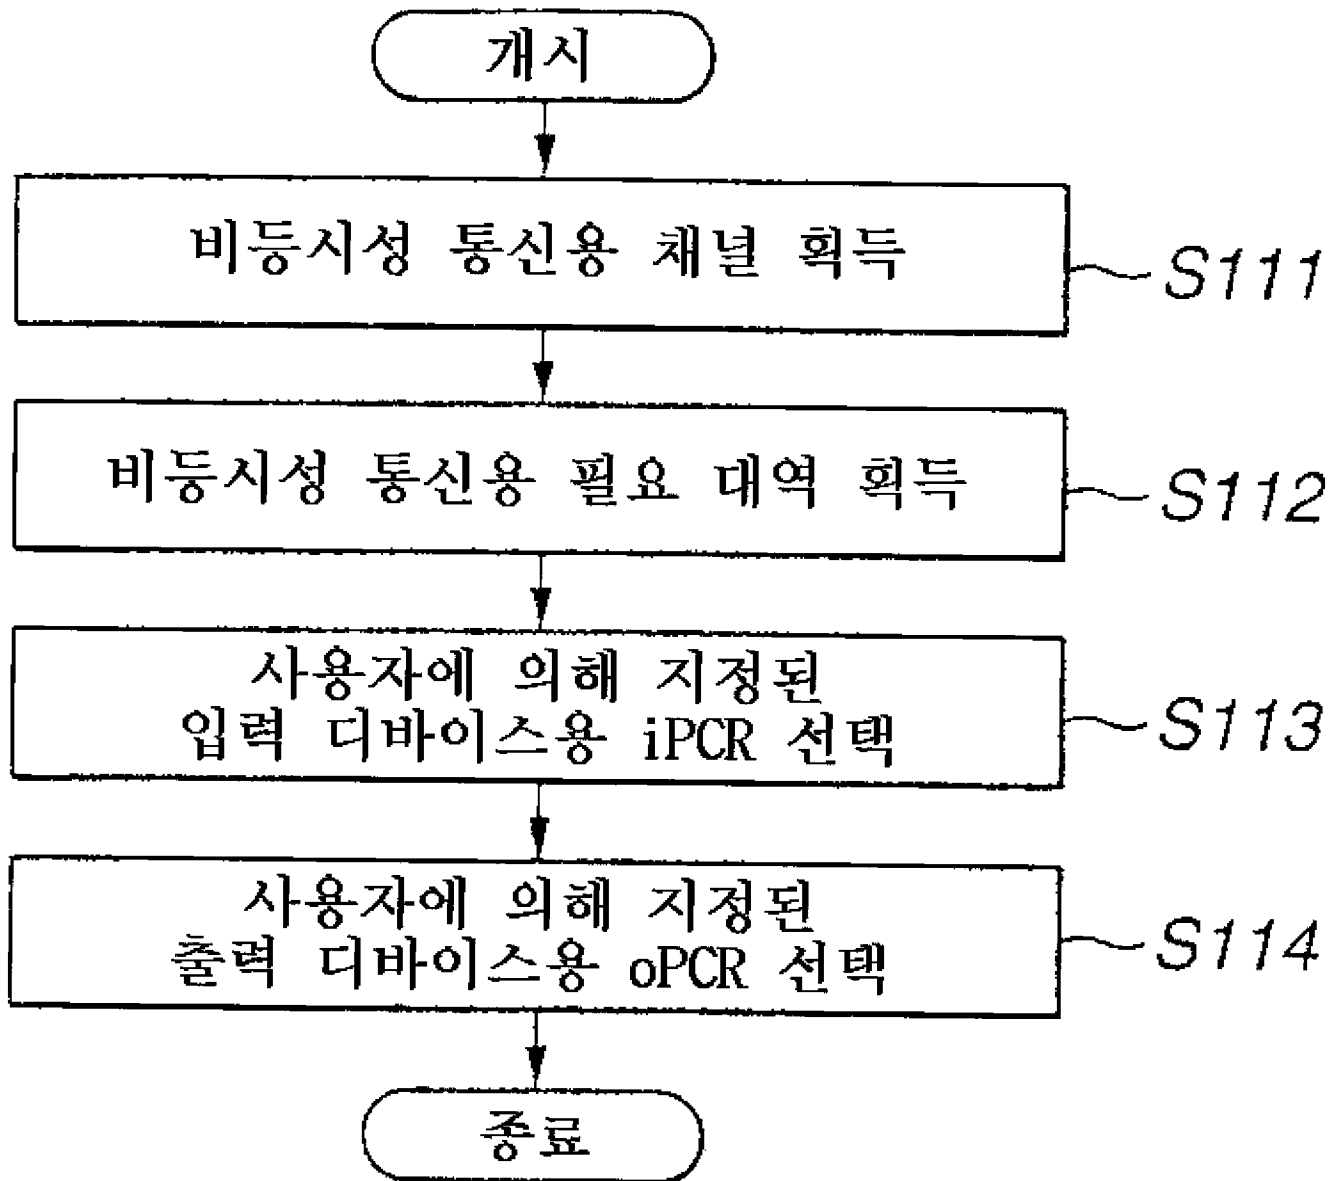 개시
비등시성 통신용 채널 획득
S111
비등시성 통신용 필요 대역 획득
S112
사용자에 의해 지정된
입력 디바이스용 iPCR 선택
S113
사용자에 의해 지정된
출력 디바이스용 oPCR 선택
S114
종료